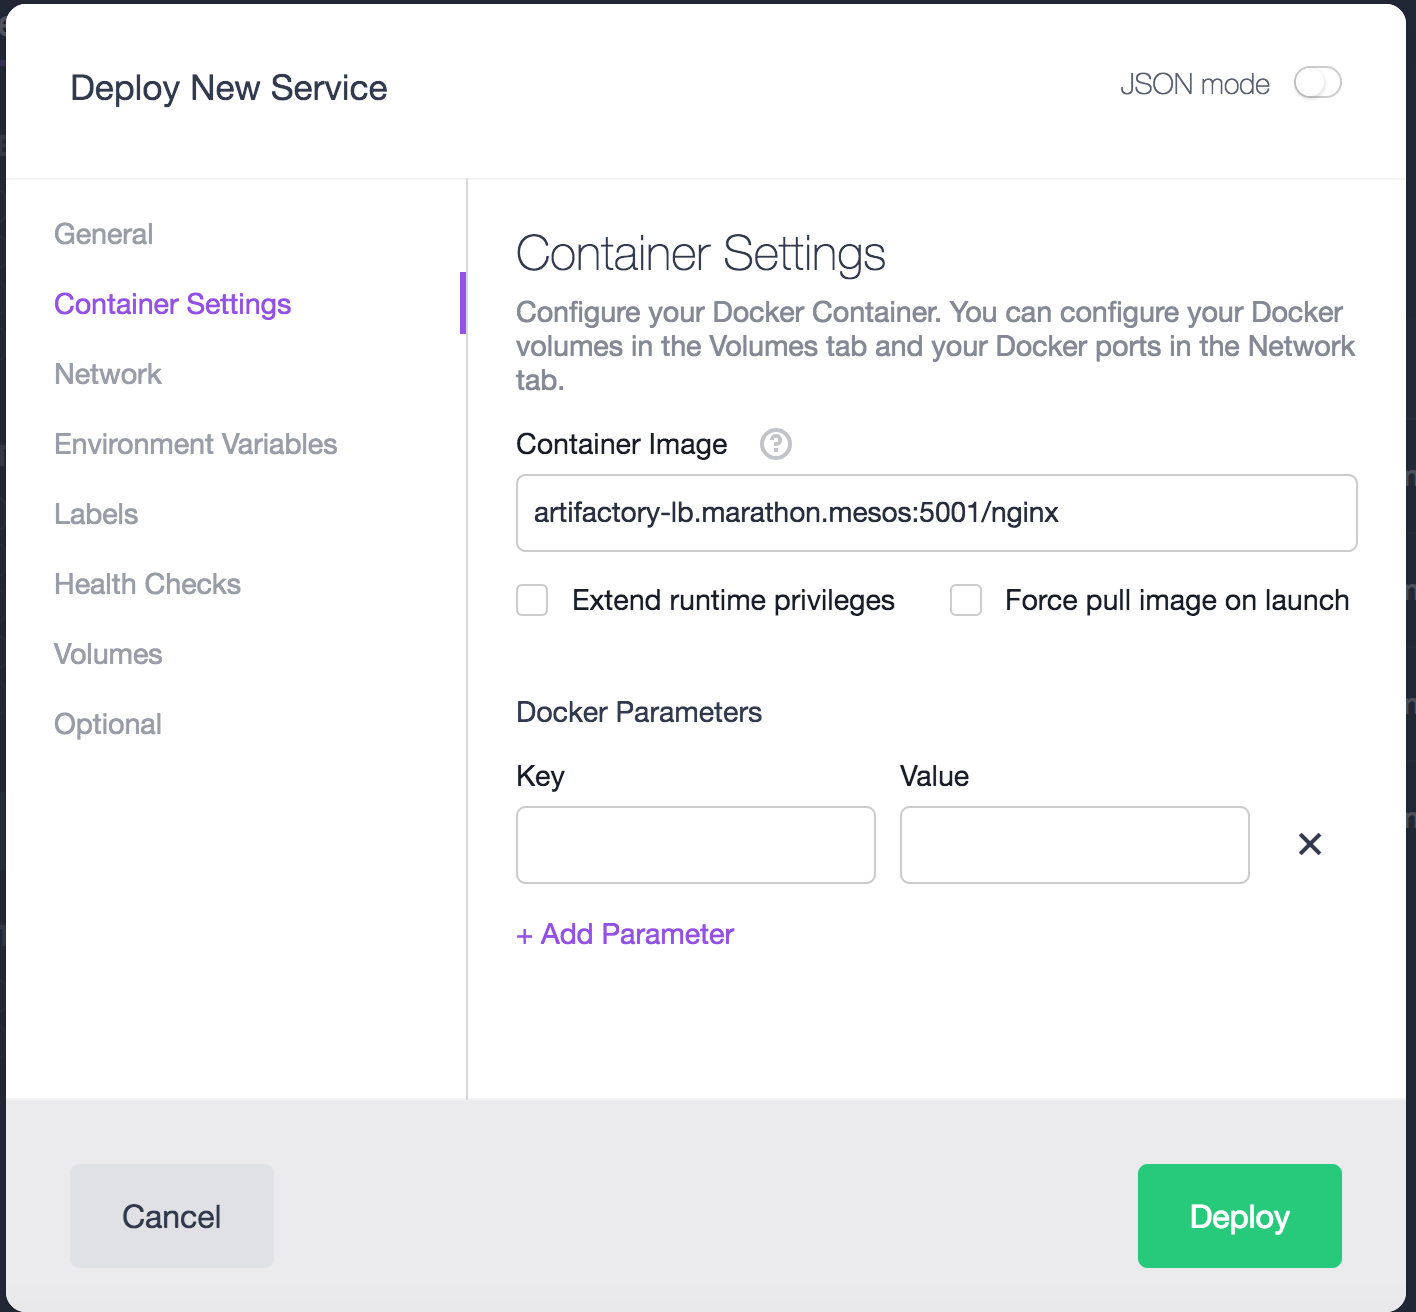 Deploy New Service
JSON mode
General
Container Settings
Network
Environment Variables
Labels
Health Checks
Volumes
Optional
Container Settings
Configure your Docker Container. You can configure your Docker
volumes in the Volumes tab and your Docker ports in the Network
tab.
Container Image
artifactory-lb.marathon.mesos:5001/nginx
Extend runtime privileges
Force pull image on launch
Docker Parameters
Key
Value
+ Add Parameter
Cancel
Deploy